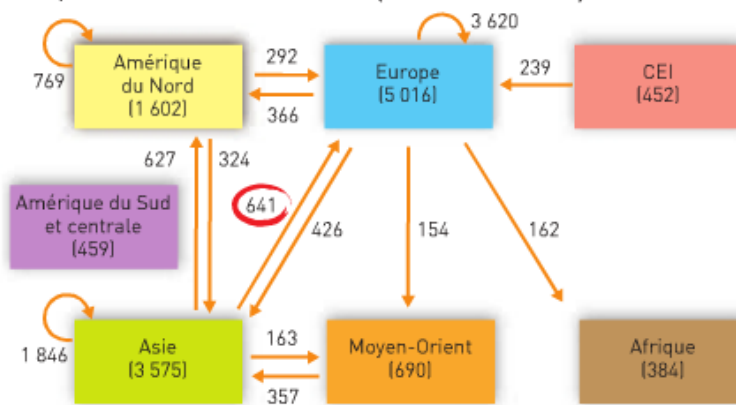 3 620
769
Amérique
du Nord
(1 602)
292
366
Europe
(5 016)
239
CEI
(452)
627
324
Amérique du Sud
et centrale
(459)
641
426
154
162
1 846
Asie
(3 575)
163
357
Moyen-Orient
(690)
Afrique
(384)